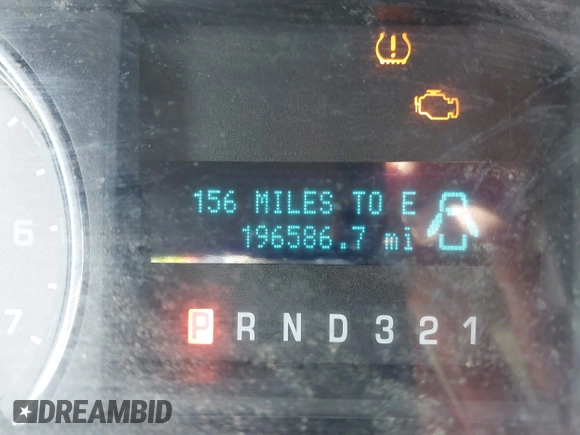 156 MILES TO E
196586.7 mi
6
7
P R N D 3 2 1
DREAMBID